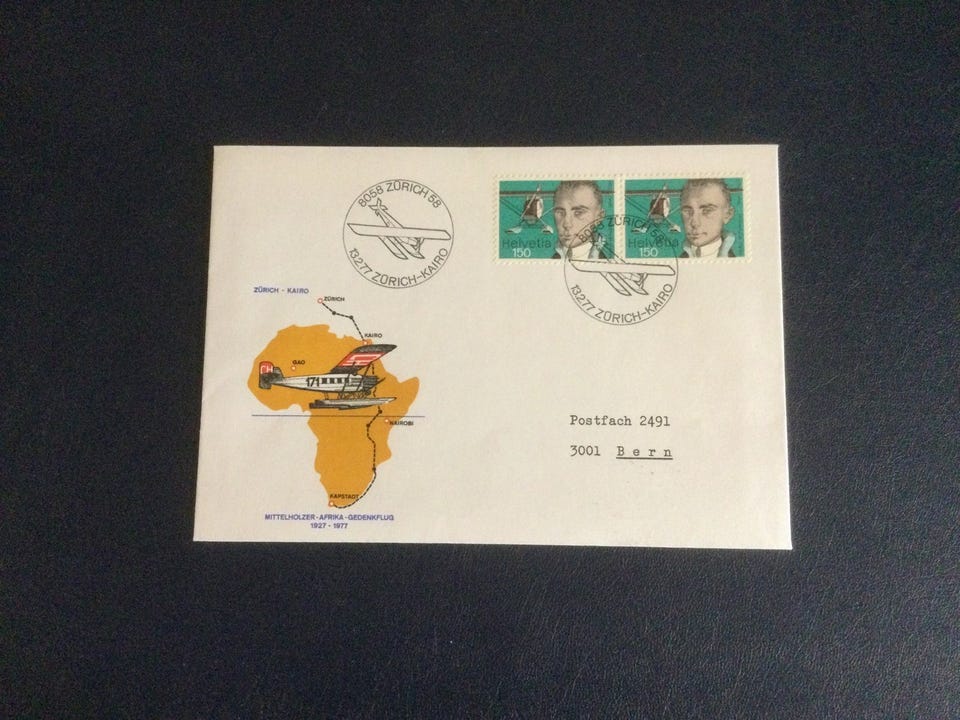 8058 ZÜRICH 58
13.2.77 ZÜRICH-KAIRO
Helvetia
150
Helvetia
150
8058 ZÜRICH 58
13.2.77 ZÜRICH-KAIRO
ZÜRICH - KAIRO
ZÜRICH
KAIRO
GAO
CH
171
NAIROBI
KAPSTADT
MITTELHOLZER-AFRIKA-GEDENKFLUG
1927 - 1977
Postfach 2491
3001 Bern